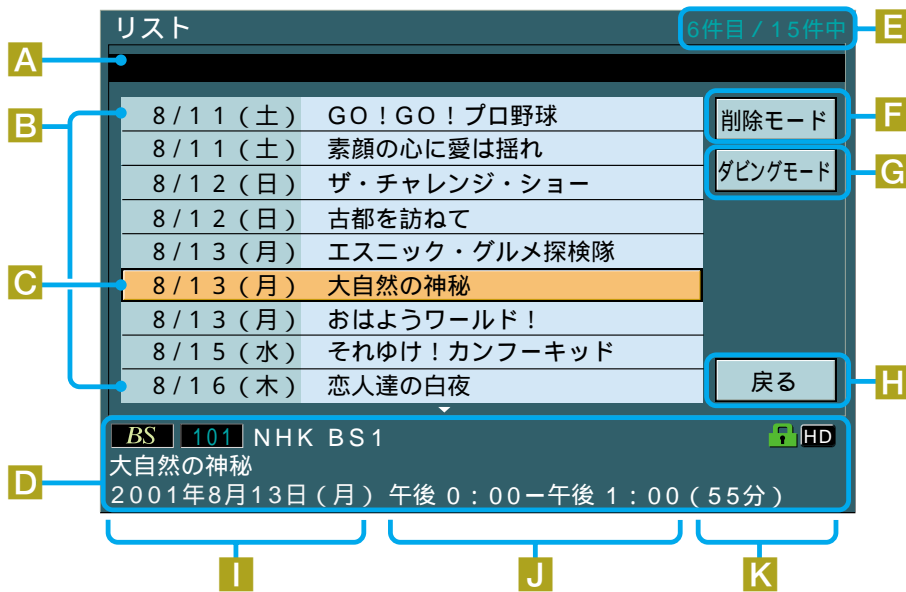 リスト
6件目/15件中
E
A
B
8/11(土) GO!GO!プロ野球
削除モード
F
8/11(土) 素顔の心に愛は揺れ
ダビングモード
G
8/12(日) ザ・チャレンジ・ショー
8/12(日) 古都を訪ねて
8/13(月) エスニック・グルメ探検隊
C
8/13(月) 大自然の神秘
8/13(月) おはようワールド!
8/15(水) それゆけ!カンフーキッド
8/16(木) 恋人達の白夜
戻る
H
BS 101 NHK BS1
HD
D
大自然の神秘
2001年8月13日(月) 午後 0:00ー午後 1:00(55分)
I
J
K